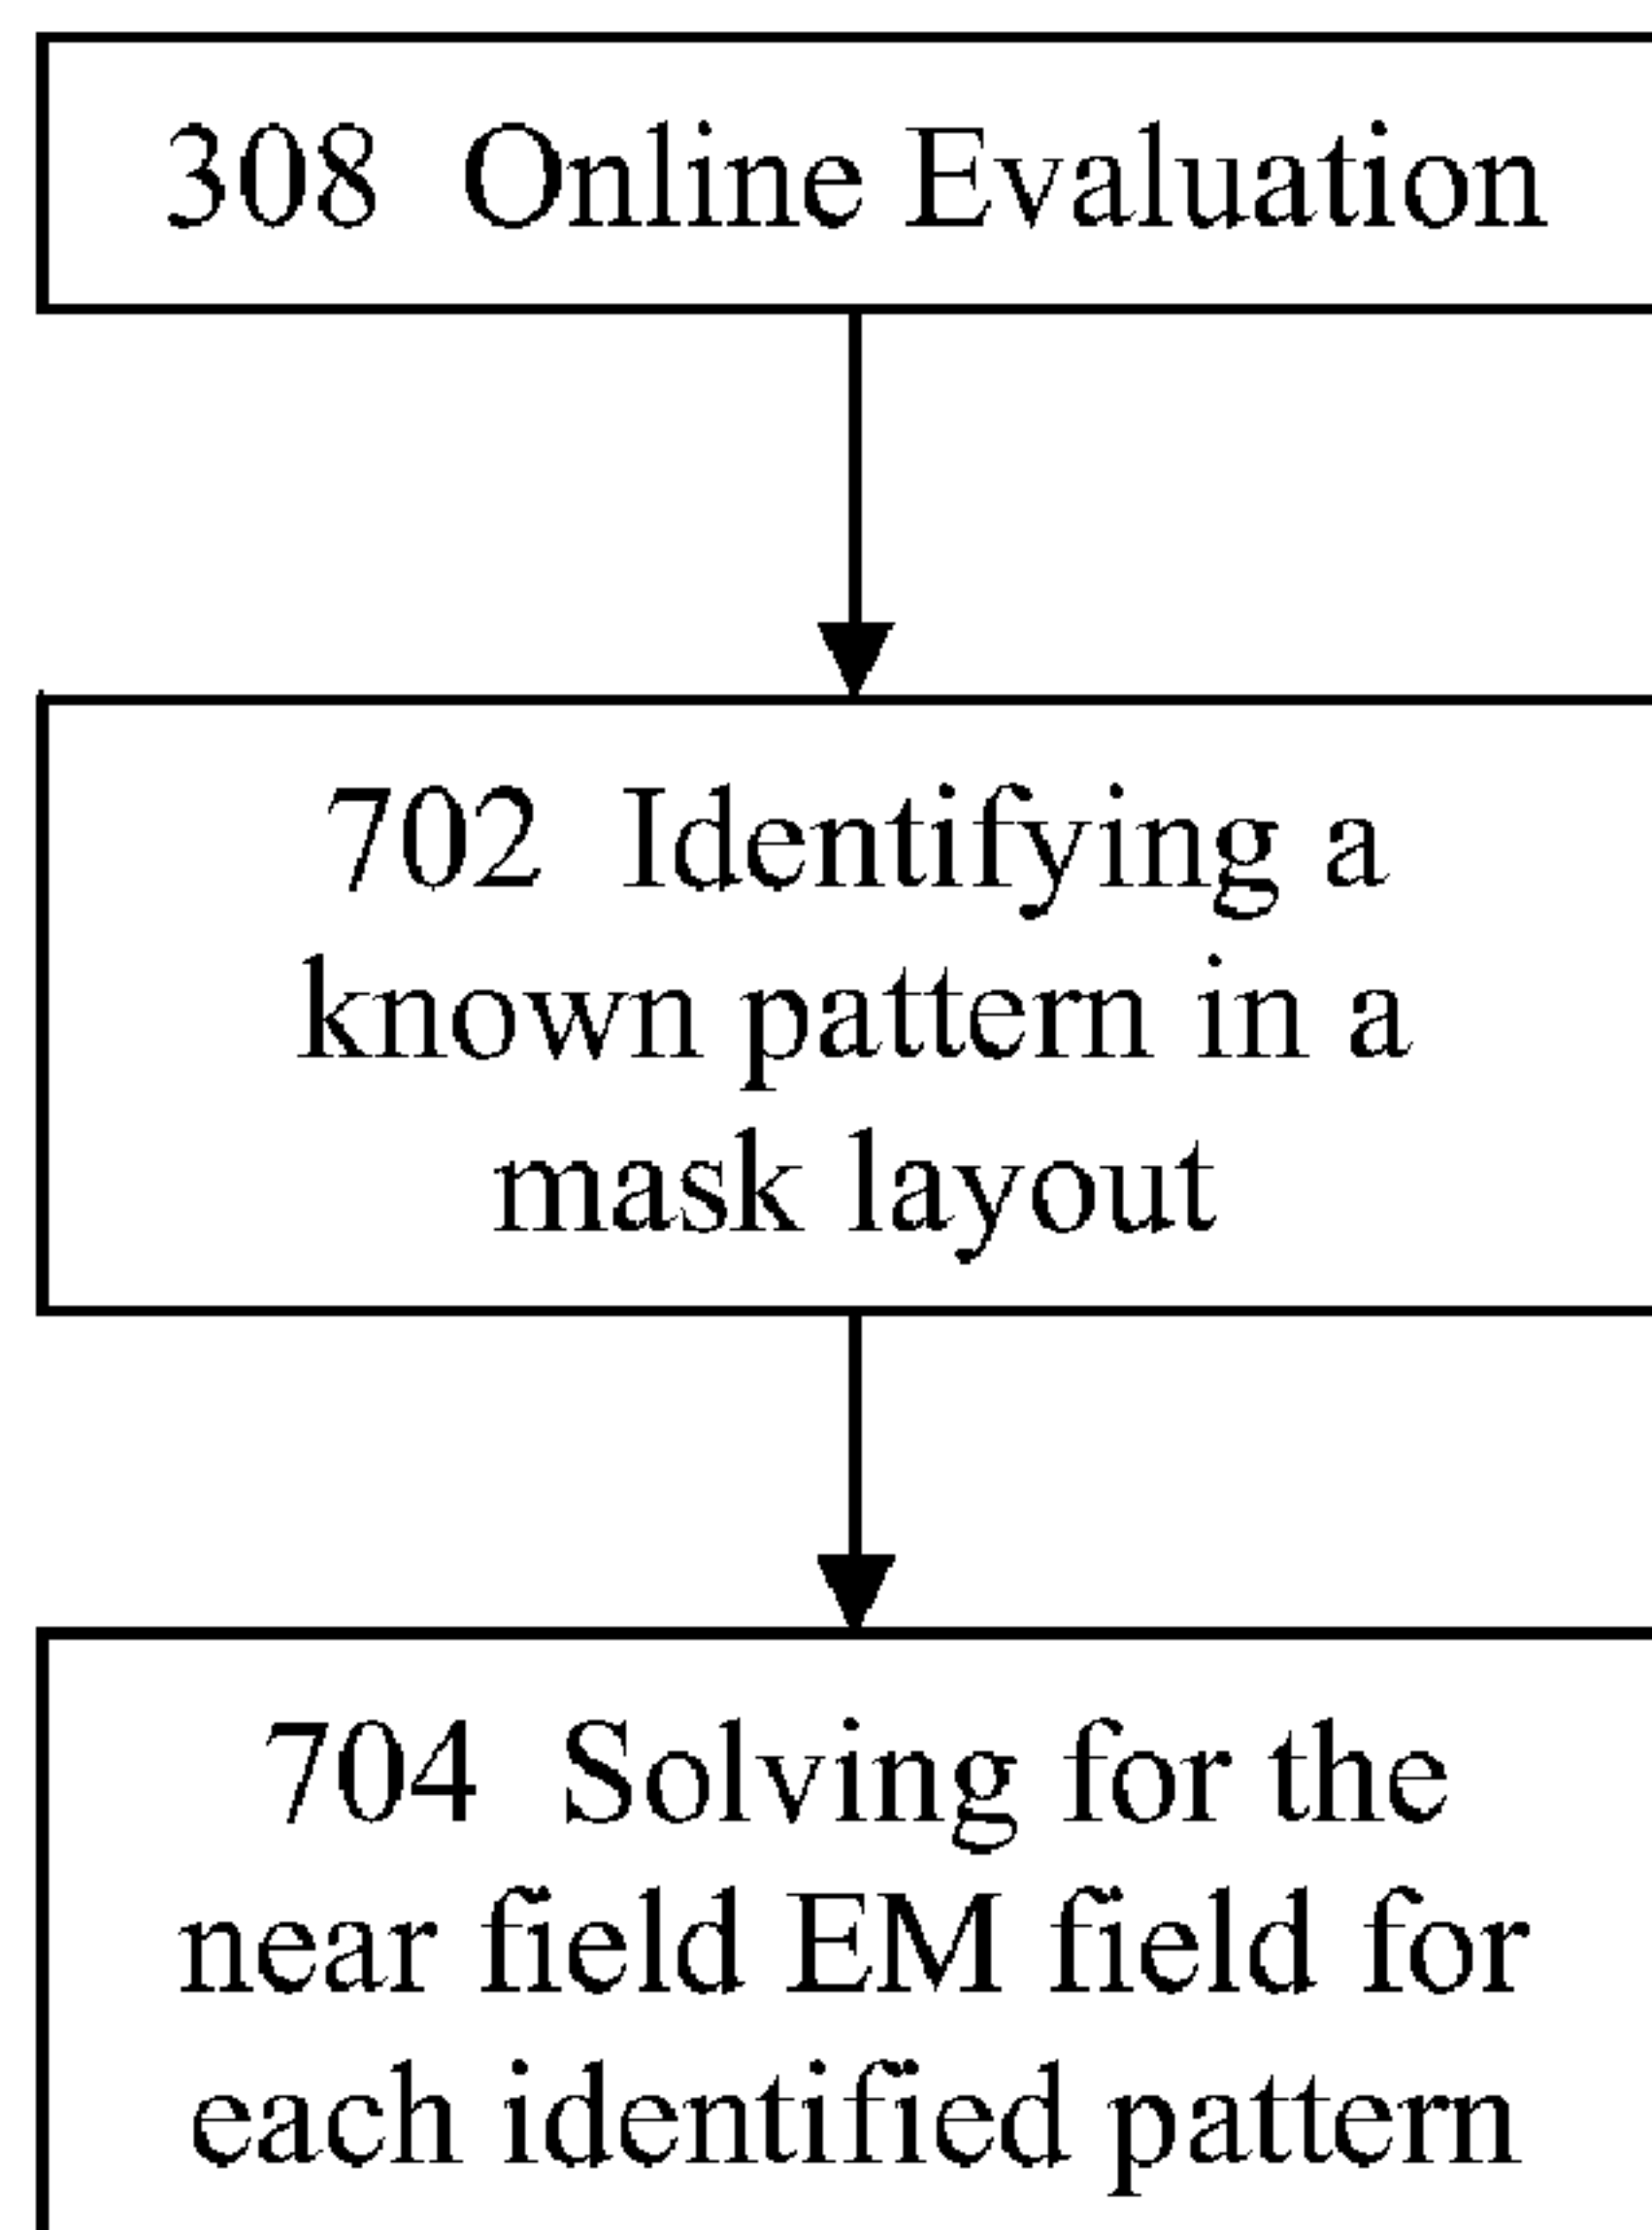 308 Online Evaluation
702 Identifying a
known pattern in a
mask layout
704 Solving for the
near field EM field for
each identified pattern